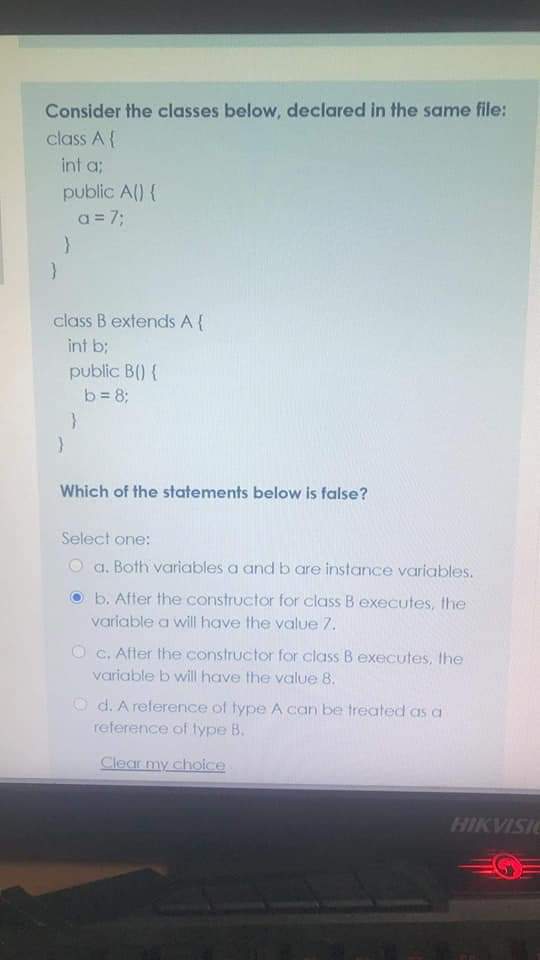 Consider the classes below, declared in the same file:
class A {
int a;
public A() {
a = 7;
}
}
class B extends A {
int b;
public B() {
b = 8;
}
}
Which of the statements below is false?
Select one:
a. Both variables a and b are instance variables.
b. After the constructor for class B executes, the
variable a will have the value 7.
c. After the constructor for class B executes, the
variable b will have the value 8.
d. A reference of type A can be treated as a
reference of type B.
Clear my choice